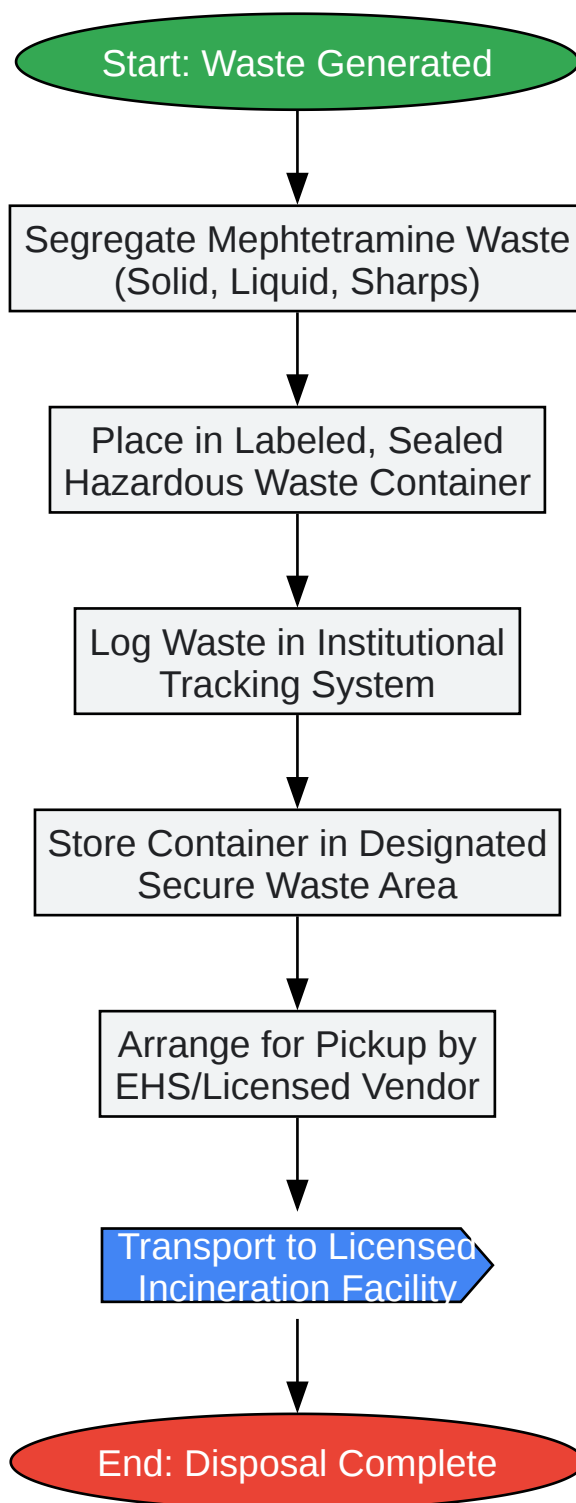 Start: Waste Generated
Segregate Mephtetramine Waste
(Solid, Liquid, Sharps)
Place in Labeled, Sealed
Hazardous Waste Container
Log Waste in Institutional
Tracking System
Store Container in Designated
Secure Waste Area
Arrange for Pickup by
EHS/Licensed Vendor
Transport to Licensed
Incineration Facility
End: Disposal Complete